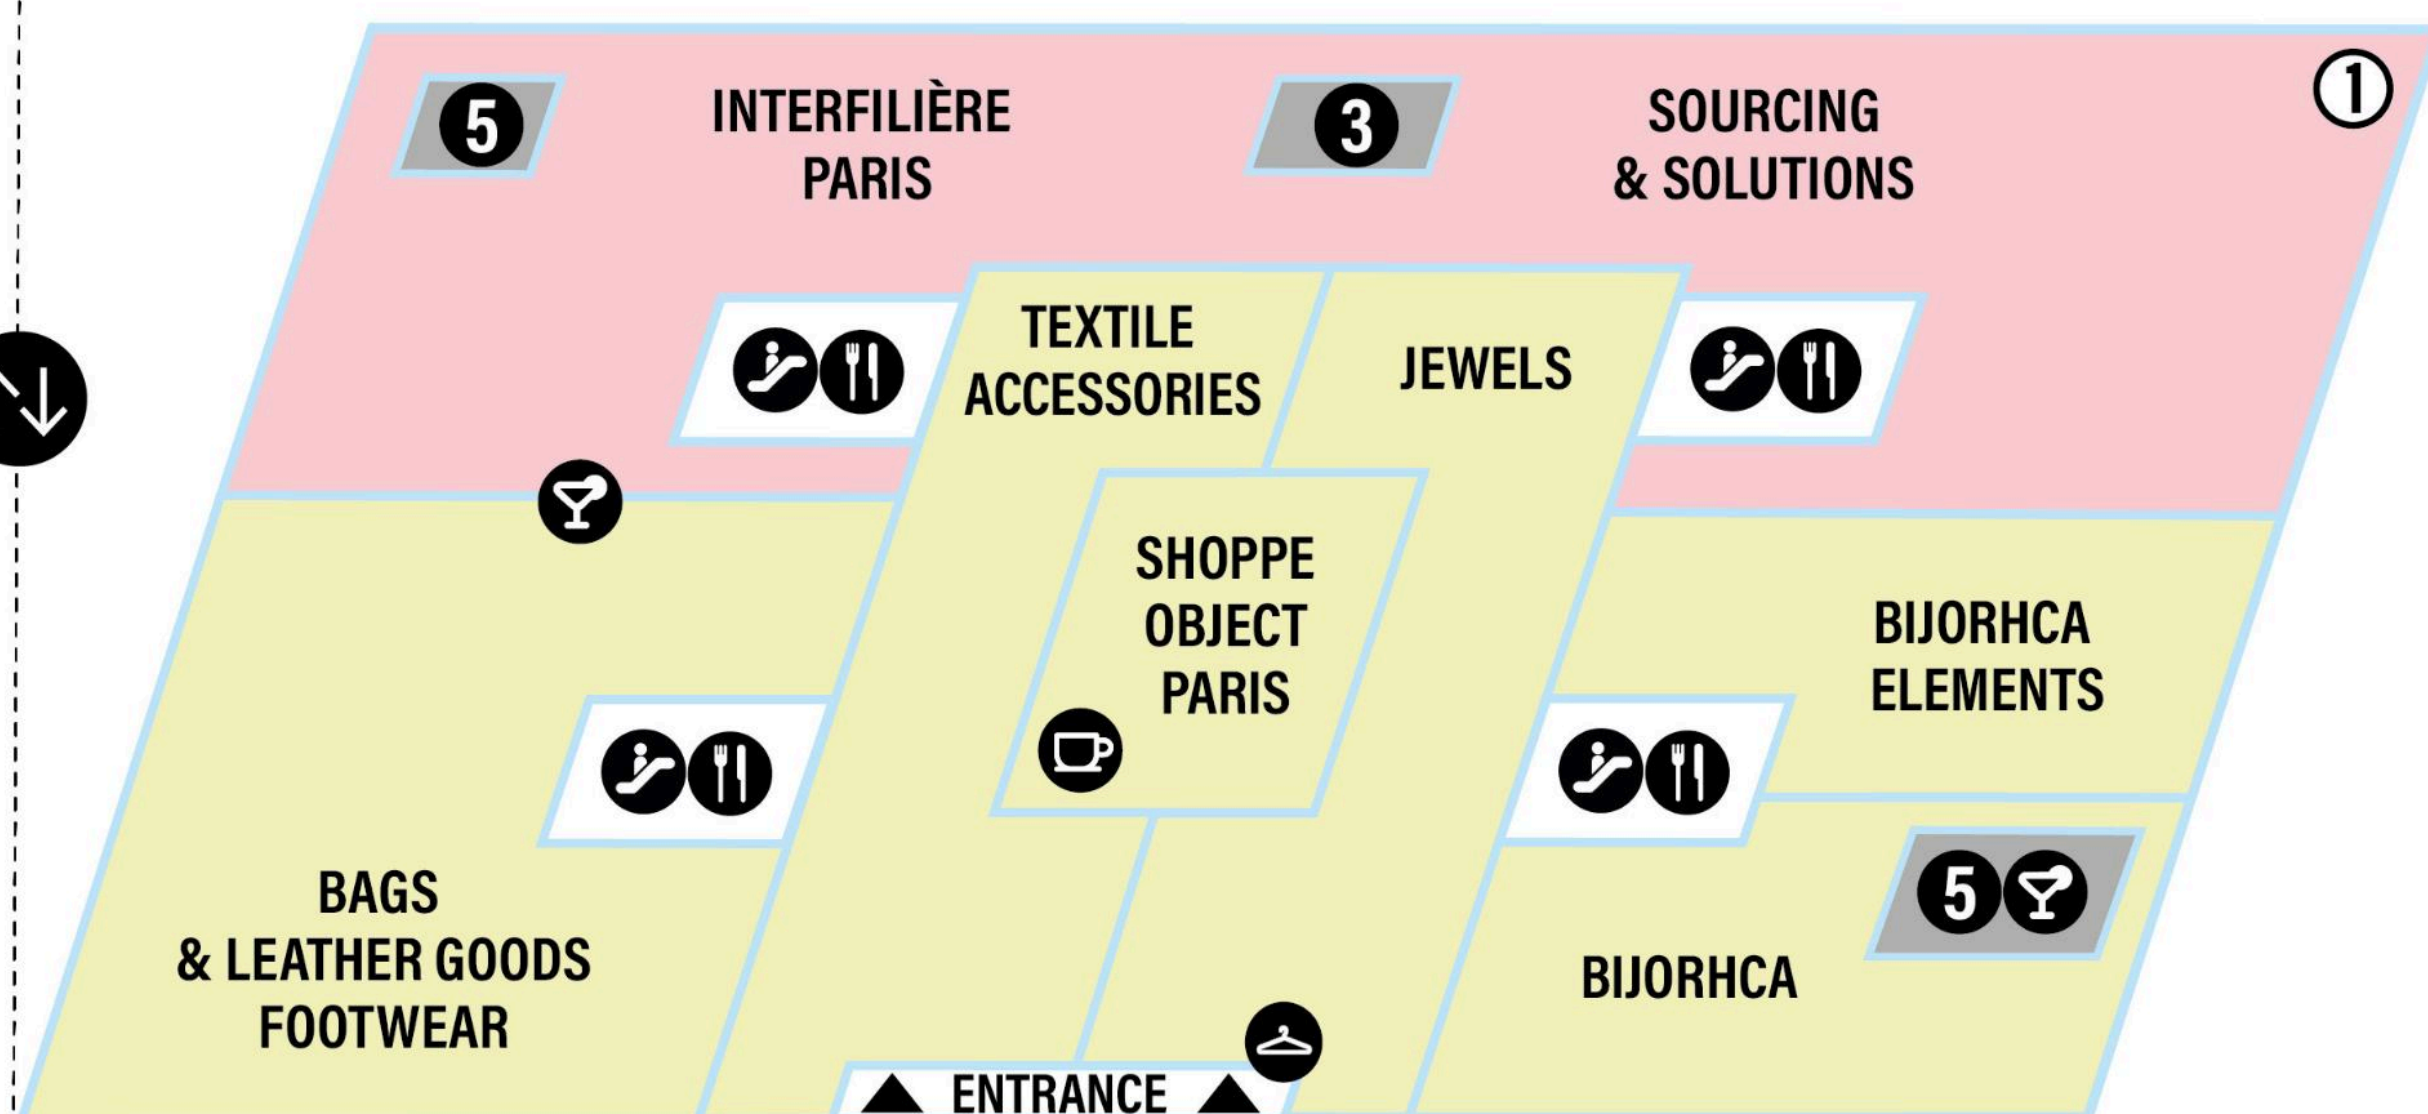 5
INTERFILIÈRE
PARIS
3
SOURCING
& SOLUTIONS
1
TEXTILE
ACCESSORIES
JEWELS
SHOPPE
OBJECT
PARIS
BIJORHCA
ELEMENTS
BAGS
& LEATHER GOODS
FOOTWEAR
5
BIJORHCA
ENTRANCE